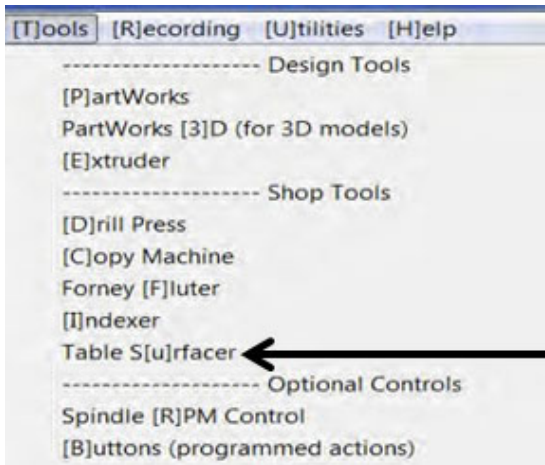 [T]ools [R]ecording [U]tilities [H]elp
-------------------- Design Tools
[P]artWorks
PartWorks [3]D (for 3D models)
[E]xtruder
-------------------- Shop Tools
[D]rill Press
[C]opy Machine
Forney [F]luter
[I]ndexer
Table S[u]rfacer
-------------------- Optional Controls
Spindle [R]PM Control
[B]uttons (programmed actions)